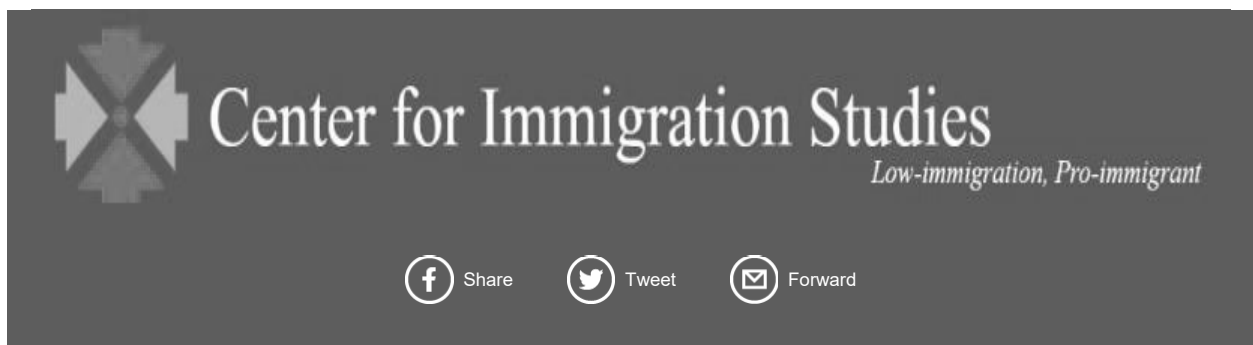 Center for Immigration Studies
Low-immigration, Pro-immigrant
Share Tweet Forward